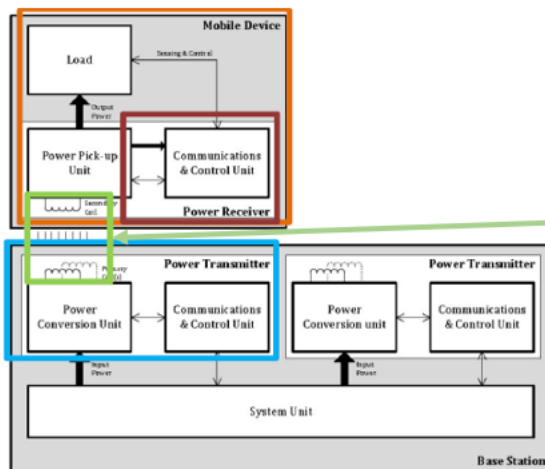 Mobile Device
Load
Sensing & Control
Output
Power
Power Pick-up
Unit
Communications
& Control Unit
Secondary
Coil
Power Receiver
Primary
Coil(s)
Power Transmitter
Power
Conversion Unit
Communications
& Control Unit
Power Transmitter
Power
Conversion unit
Communications
& Control Unit
Input
Power
Input
Power
System Unit
Base Station